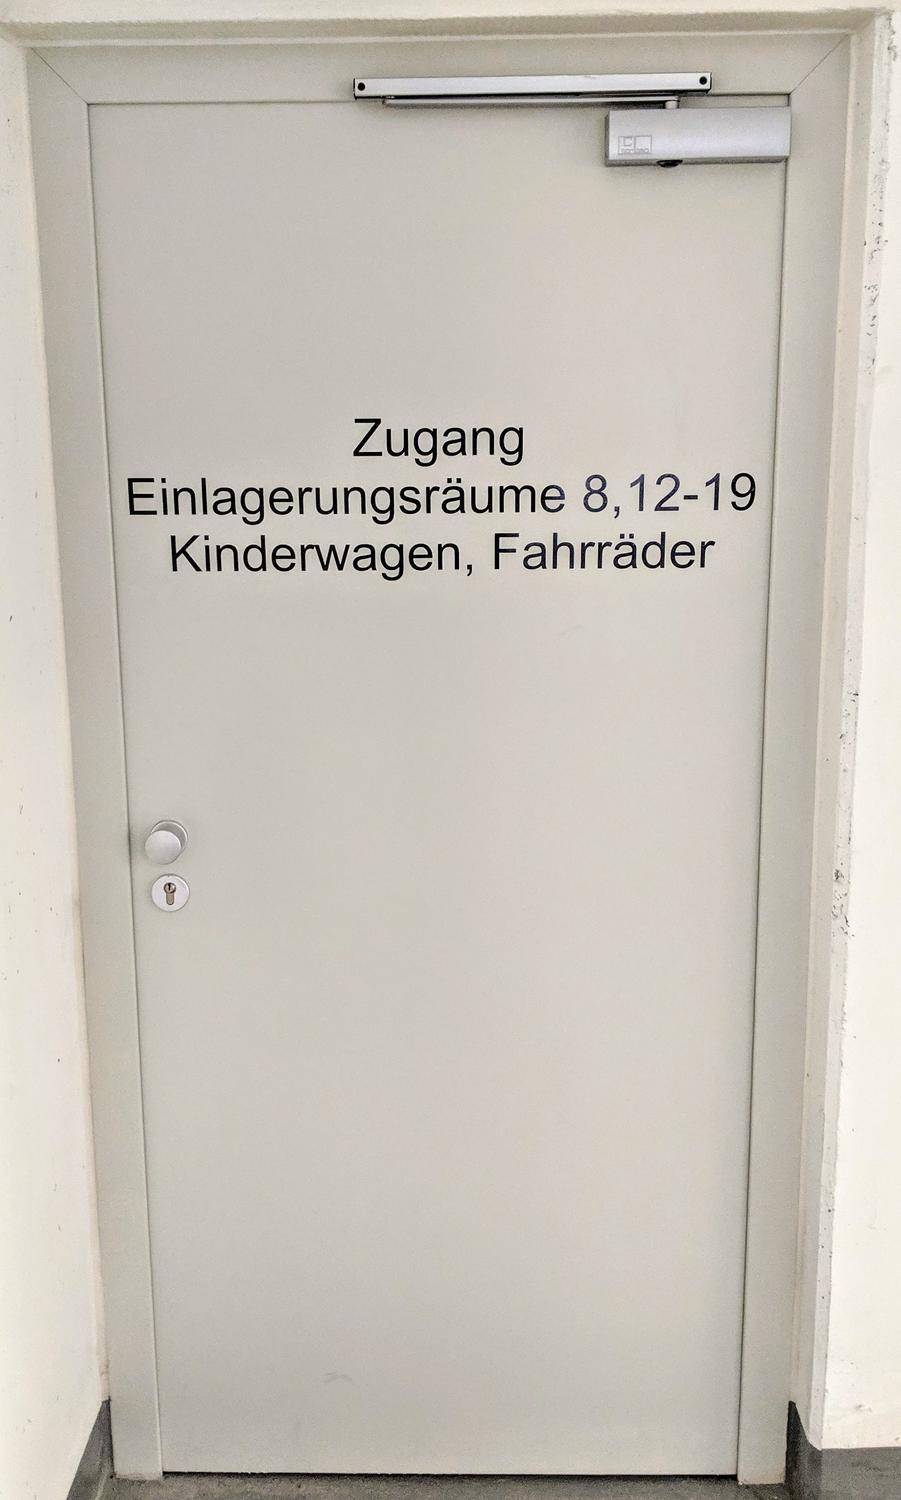 Zugang
Einlagerungsräume 8,12-19
Kinderwagen, Fahrräder